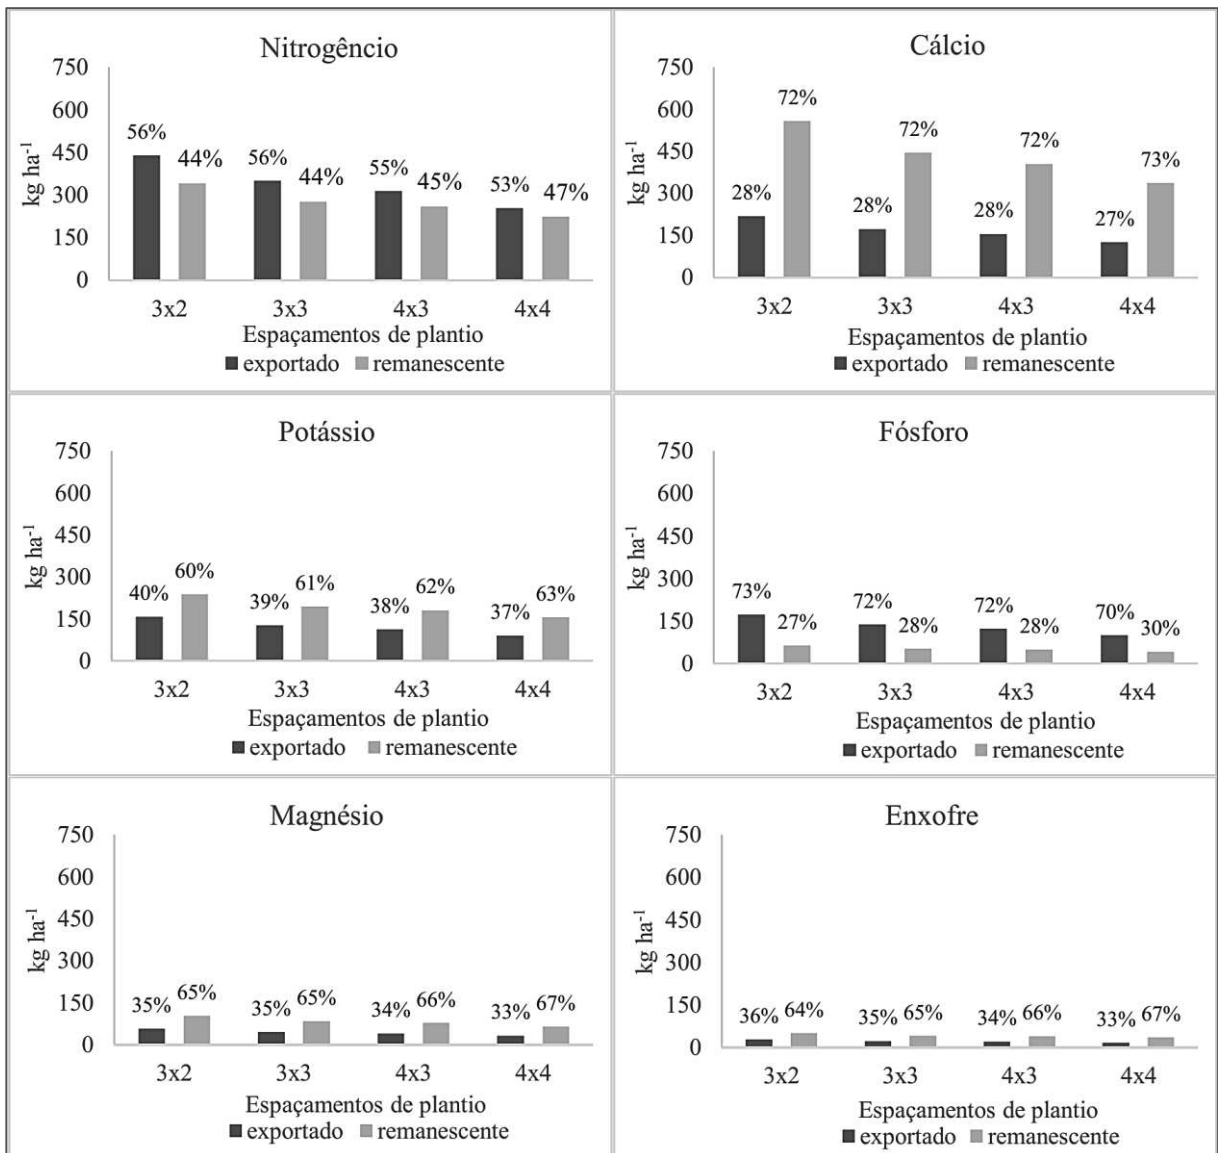 Nitrogêncio
750
600
450
300
150
0
kg ha-1
56% 44% 56% 44% 55% 45% 53% 47%
3x2 3x3 4x3 4x4
Espaçamentos de plantio
exportado remanescente
Cálcio
750
600
450
300
150
0
kg ha-1
28% 72% 28% 72% 28% 72% 27% 73%
3x2 3x3 4x3 4x4
Espaçamentos de plantio
exportado remanescente
Potássio
750
600
450
300
150
0
kg ha-1
40% 60% 39% 61% 38% 62% 37% 63%
3x2 3x3 4x3 4x4
Espaçamentos de plantio
exportado remanescente
Fósforo
750
600
450
300
150
0
kg ha-1
73% 27% 72% 28% 72% 28% 70% 30%
3x2 3x3 4x3 4x4
Espaçamentos de plantio
exportado remanescente
Magnésio
750
600
450
300
150
0
kg ha-1
35% 65% 35% 65% 34% 66% 33% 67%
3x2 3x3 4x3 4x4
Espaçamentos de plantio
exportado remanescente
Enxofre
750
600
450
300
150
0
kg ha-1
36% 64% 35% 65% 34% 66% 33% 67%
3x2 3x3 4x3 4x4
Espaçamentos de plantio
exportado remanescente